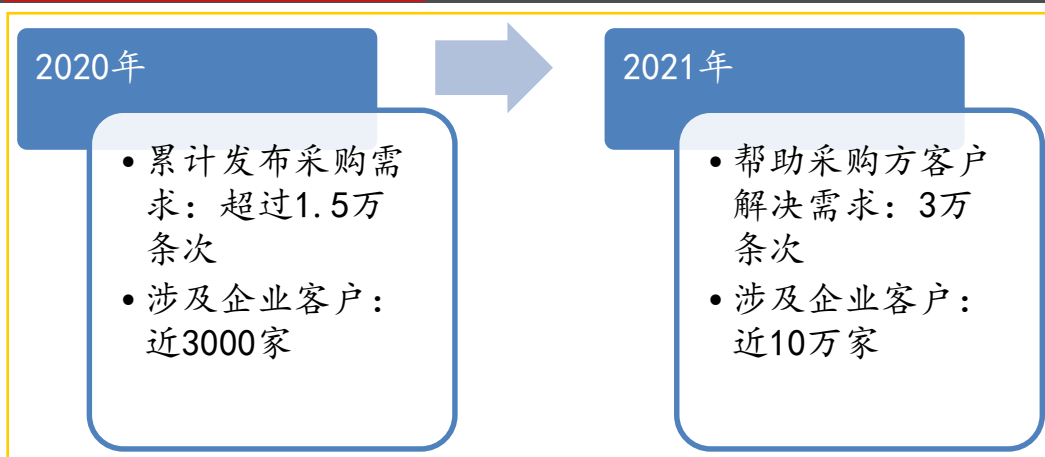 2020年
• 累计发布采购需
求：超过1.5万
条次
• 涉及企业客户：
近3000家
2021年
• 帮助采购方客户
解决需求：3万
条次
• 涉及企业客户：
近10万家